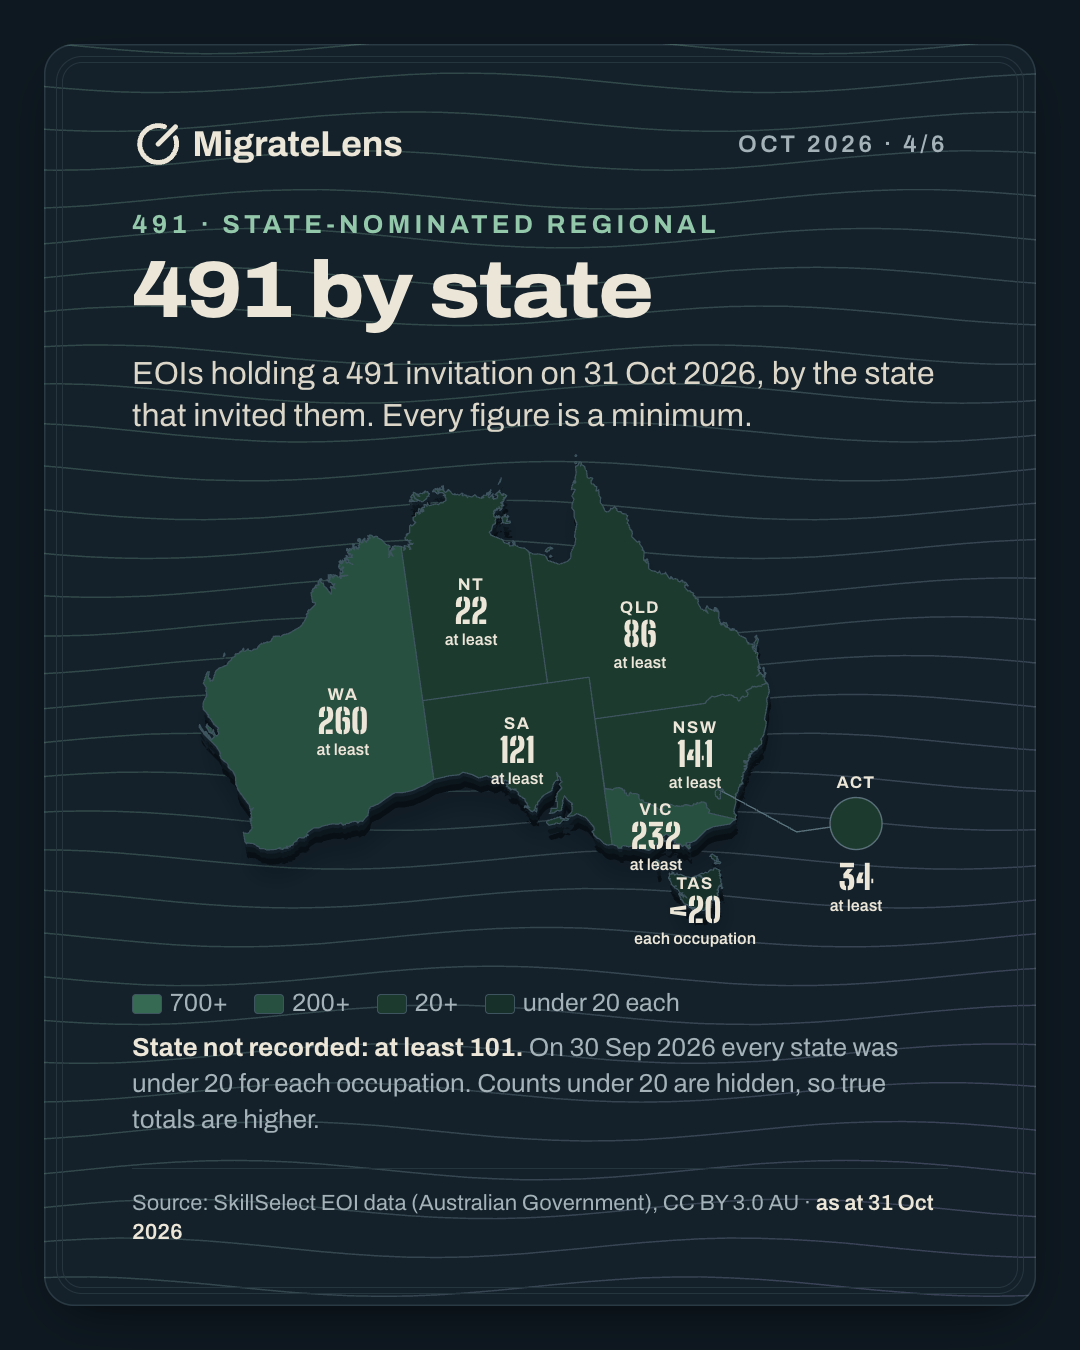 MigrateLens
OCT 2026 · 4/6
491 · STATE-NOMINATED REGIONAL
491 by state
EOIs holding a 491 invitation on 31 Oct 2026, by the state
that invited them. Every figure is a minimum.
NT
22
at least
QLD
86
at least
WA
260
at least
SA
121
at least
NSW
141
at least
ACT
34
at least
VIC
232
at least
TAS
≤20
each occupation
700+
200+
20+
under 20 each
State not recorded: at least 101. On 30 Sep 2026 every state was
under 20 for each occupation. Counts under 20 are hidden, so true
totals are higher.
Source: SkillSelect EOI data (Australian Government), CC BY 3.0 AU · as at 31 Oct
2026